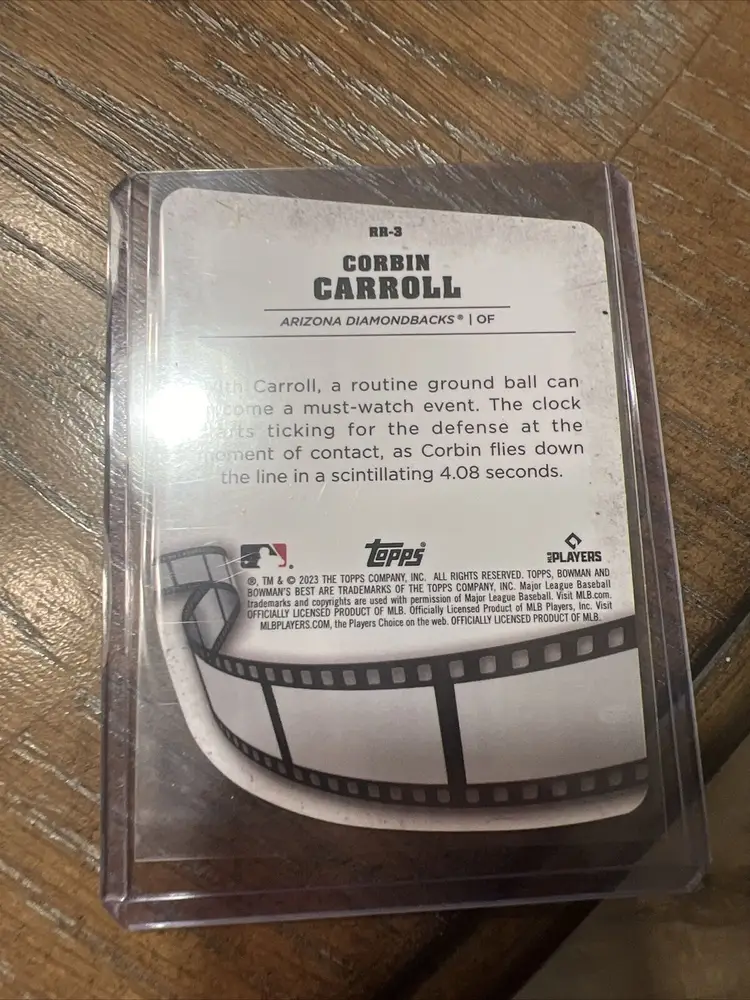 RR-3
CORBIN
CARROLL
ARIZONA DIAMONDBACKS® | OF
Carroll, a routine ground ball can
come a must-watch event. The clock
ticking for the defense at the
moment of contact, as Corbin flies down
the line in a scintillating 4.08 seconds.
topps
MLB PLAYERS
®, TM & © 2023 THE TOPPS COMPANY, INC. ALL RIGHTS RESERVED. TOPPS, BOWMAN AND
BOWMAN'S BEST ARE TRADEMARKS OF THE TOPPS COMPANY, INC. Major League Baseball
trademarks and copyrights are used with permission of Major League Baseball. Visit MLB.com.
OFFICIALLY LICENSED PRODUCT OF MLB. Officially Licensed Product of MLB Players, Inc. Visit
MLBPLAYERS.COM, the Players Choice on the web. OFFICIALLY LICENSED PRODUCT OF MLB.